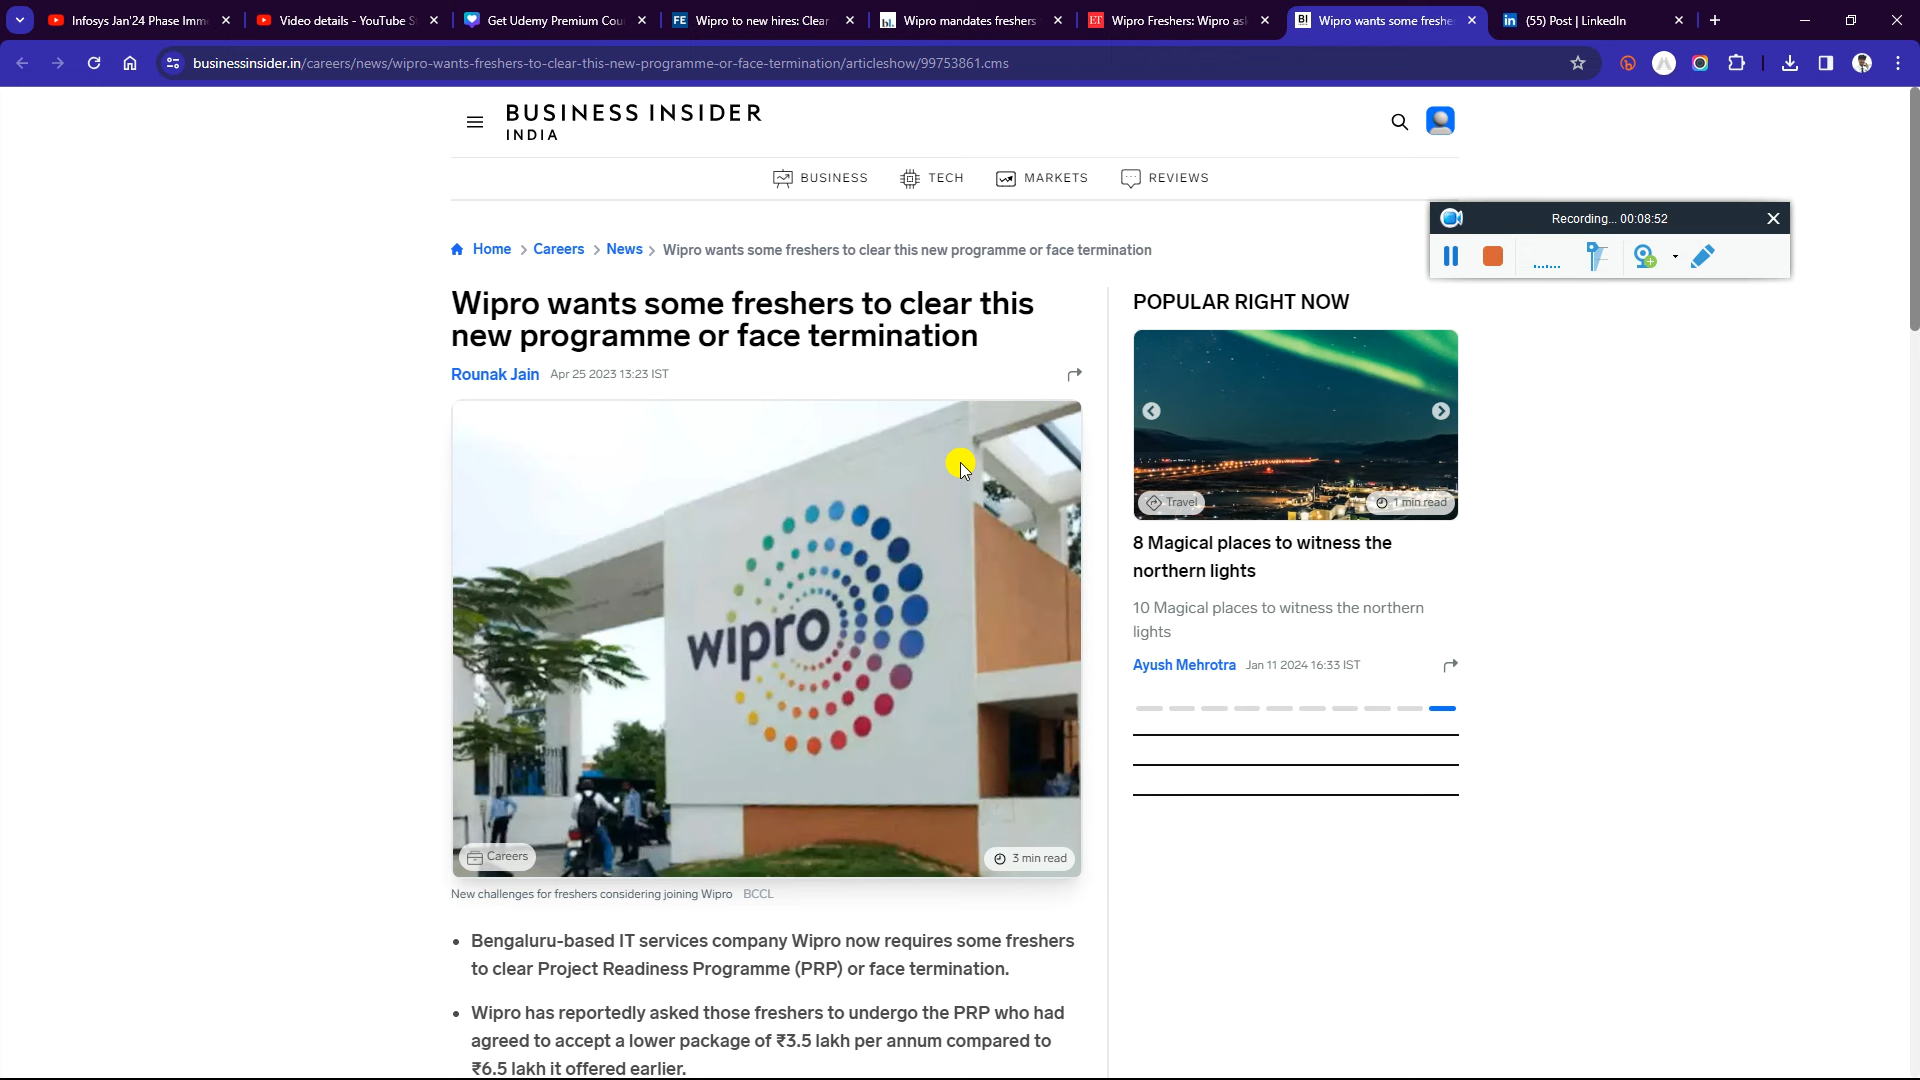 Infosys Jan'24 Phase Imm
Video details - YouTube S
Get Udemy Premium Cou
FE Wipro to new hires: Clear
bl. Wipro mandates freshers
ET Wipro Freshers: Wipro as
BI Wipro wants some freshe
in (55) Post | LinkedIn
businessinsider.in/careers/news/wipro-wants-freshers-to-clear-this-new-programme-or-face-termination/articleshow/99753861.cms
BUSINESS INSIDER
INDIA
BUSINESS TECH MARKETS REVIEWS
Recording... 00:08:52
Home > Careers > News > Wipro wants some freshers to clear this new programme or face termination
Wipro wants some freshers to clear this
new programme or face termination
Rounak Jain Apr 25 2023 13:23 IST
wipro
Careers
3 min read
New challenges for freshers considering joining Wipro BCCL
• Bengaluru-based IT services company Wipro now requires some freshers
to clear Project Readiness Programme (PRP) or face termination.
• Wipro has reportedly asked those freshers to undergo the PRP who had
agreed to accept a lower package of ₹3.5 lakh per annum compared to
₹6.5 lakh it offered earlier.
POPULAR RIGHT NOW
Travel
1 min read
8 Magical places to witness the
northern lights
10 Magical places to witness the northern
lights
Ayush Mehrotra Jan 11 2024 16:33 IST